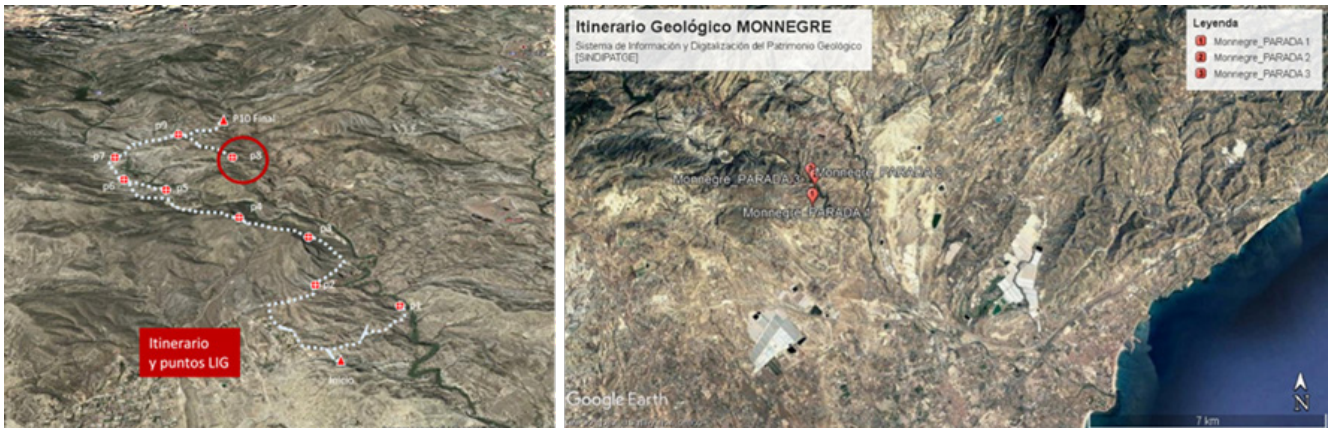 P10 Final
p9
p8
p7
p6
p5
p4
p3
p2
p1
Itinerario
y puntos LIG
Inicio
Itinerario Geológico MONNEGRE
Sistema de Información y Digitalización del Patrimonio Geológico
[SINDIPATGE]
Leyenda
1 Monnegre_PARADA 1
2 Monnegre_PARADA 2
3 Monnegre_PARADA 3
Monnegre_PARADA 2
Monnegre_PARADA 3
Monnegre_PARADA
Google Earth
N
7 km